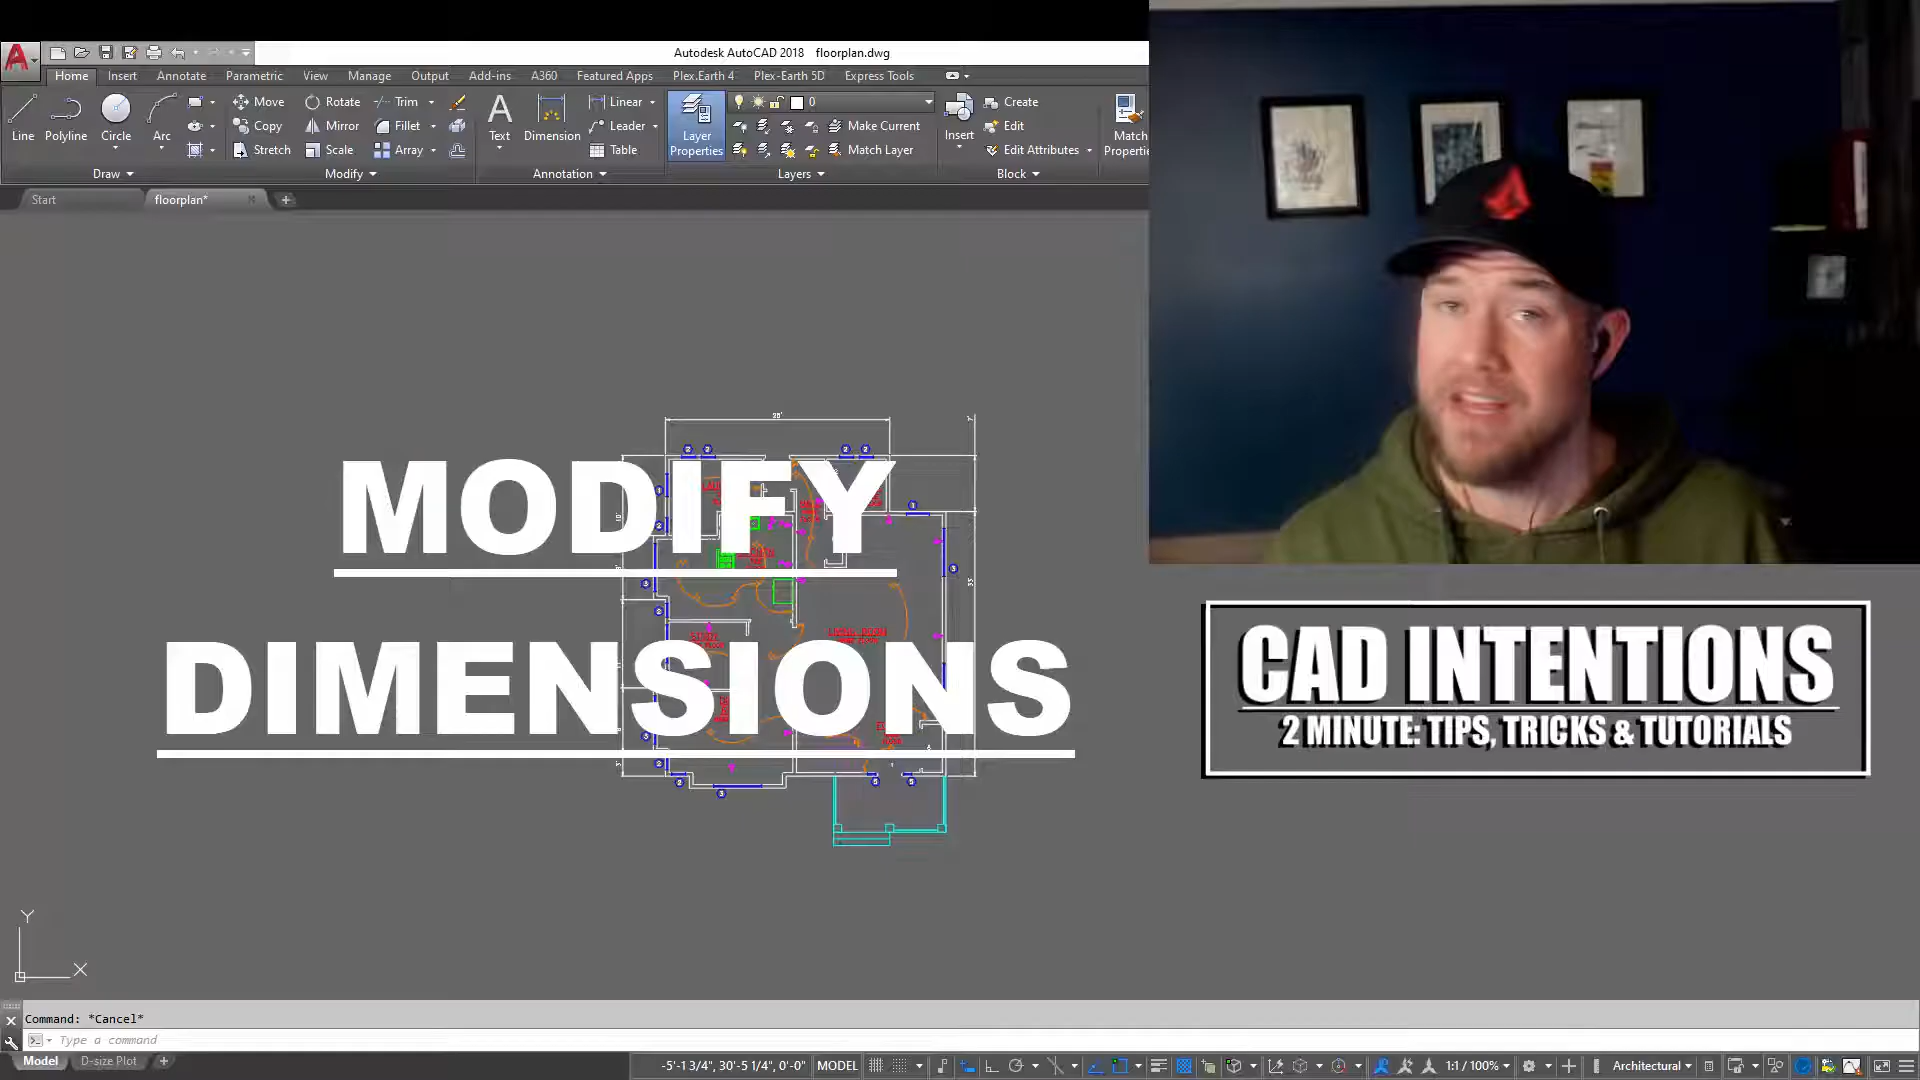 Autodesk AutoCAD 2018 floorplan.dwg
Home Insert Annotate Parametric View Manage Output Add-ins A360 Featured Apps Plex.Earth 4 Plex-Earth 5D Express Tools
Move Rotate Trim Linear 0 Create
Line Polyline Circle Arc Copy Mirror Fillet Text Dimension Leader Layer Properties Make Current Insert Edit Match
Stretch Scale Array Table Match Layer Edit Attributes
Draw Modify Annotation Layers Block
Start floorplan*
MODIFY
DIMENSIONS
STUDY
LIVING ROOM
CAD INTENTIONS
2 MINUTE: TIPS, TRICKS & TUTORIALS
Y
X
Command: *Cancel*
Type a command
Model D-size Plot
-5'-1 3/4", 30'-5 1/4", 0'-0" MODEL 1:1 / 100% Architectural